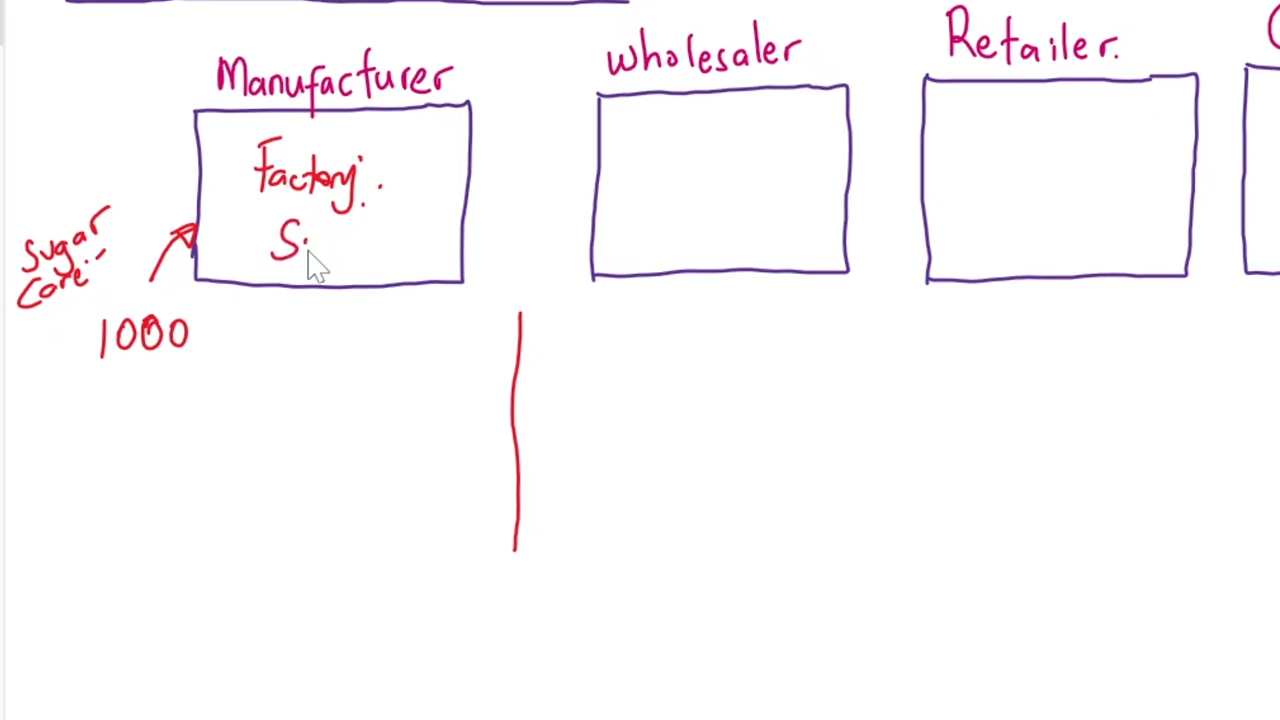 Manufacturer
Wholesaler
Retailer.
Factory.
S
Sugar
Cane
1000